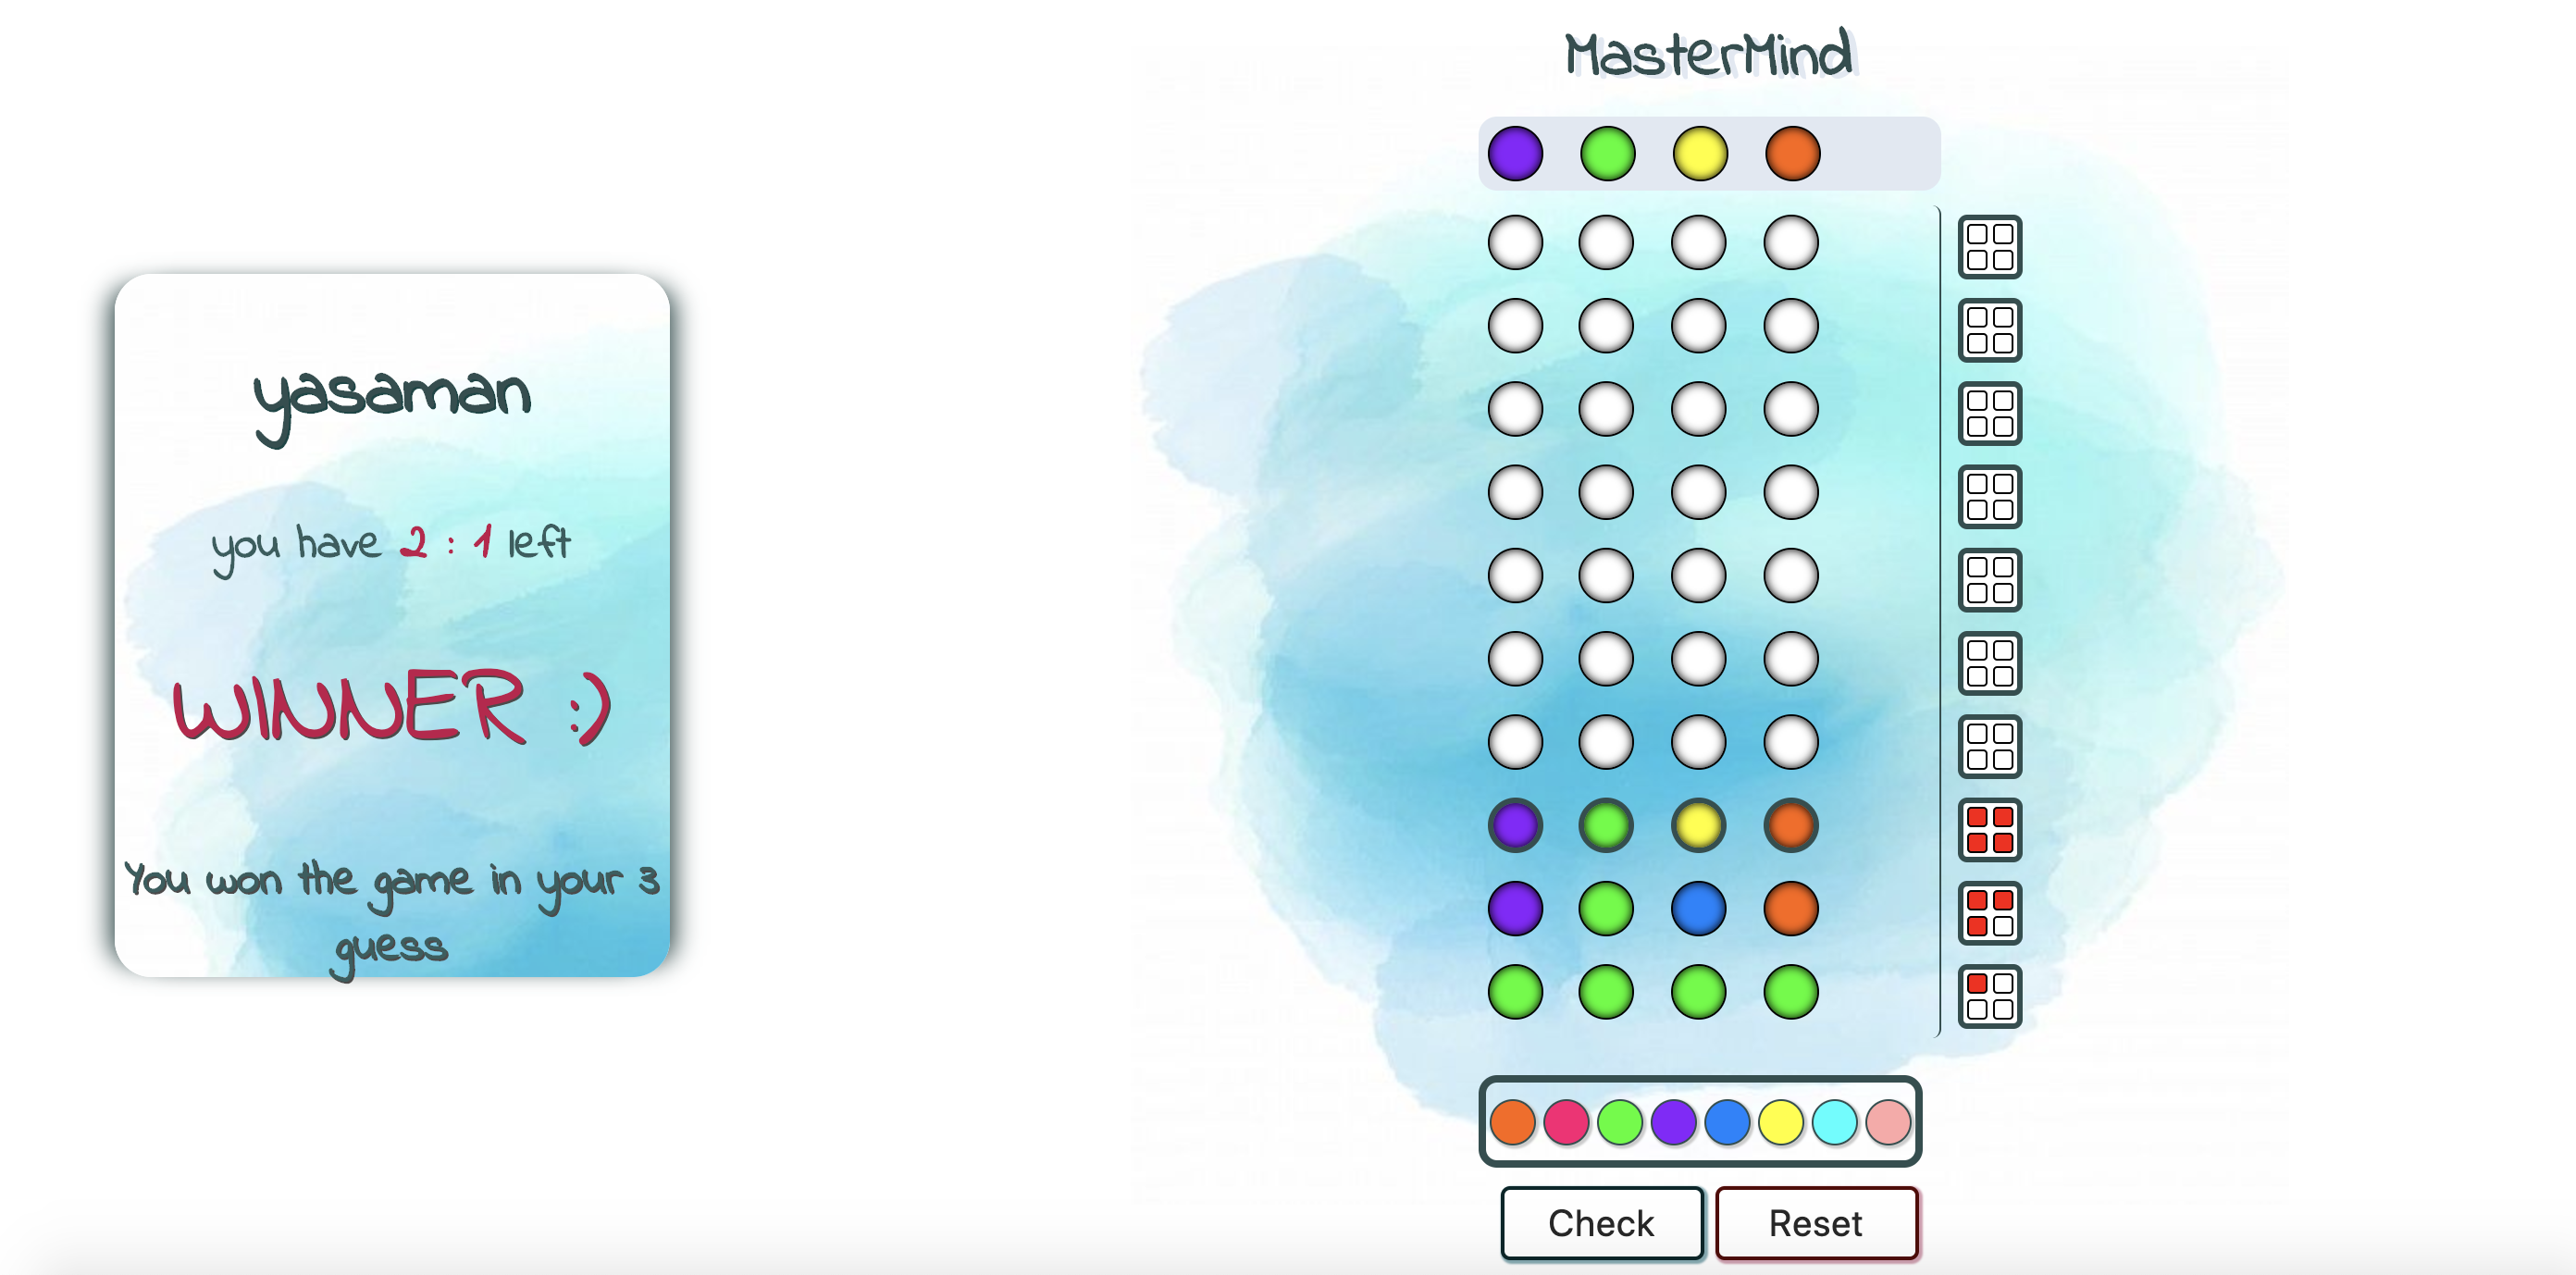 MasterMind
yasaman
you have 2 : 1 left
WINNER :)
You won the game in your 3
guess
Check
Reset